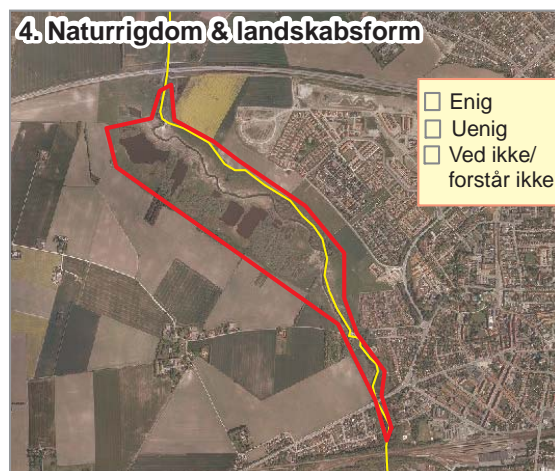 4. Naturrigdom & landskabsform
Enig
Uenig
Ved ikke/
forstår ikke